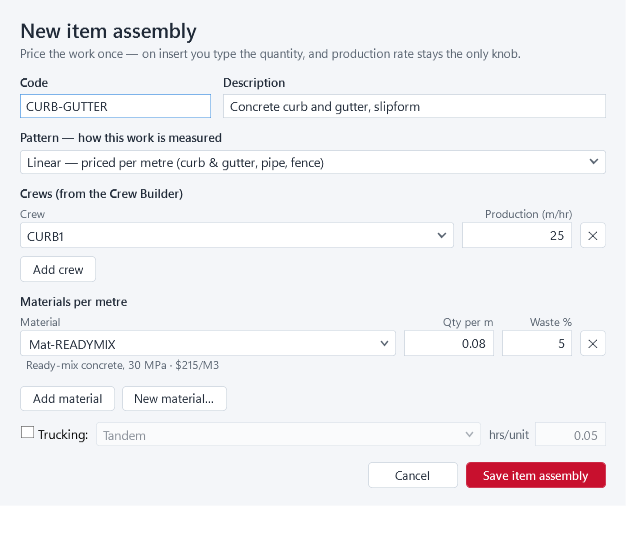 New item assembly
Price the work once — on insert you type the quantity, and production rate stays the only knob.
Code Description
CURB-GUTTER Concrete curb and gutter, slipform
Pattern — how this work is measured
Linear — priced per metre (curb & gutter, pipe, fence)
Crews (from the Crew Builder)
Crew Production (m/hr)
CURB1 25
Add crew
Materials per metre
Material Qty per m Waste %
Mat-READYMIX 0.08 5
Ready-mix concrete, 30 MPa · $215/M3
Add material New material...
Trucking: Tandem hrs/unit 0.05
Cancel Save item assembly